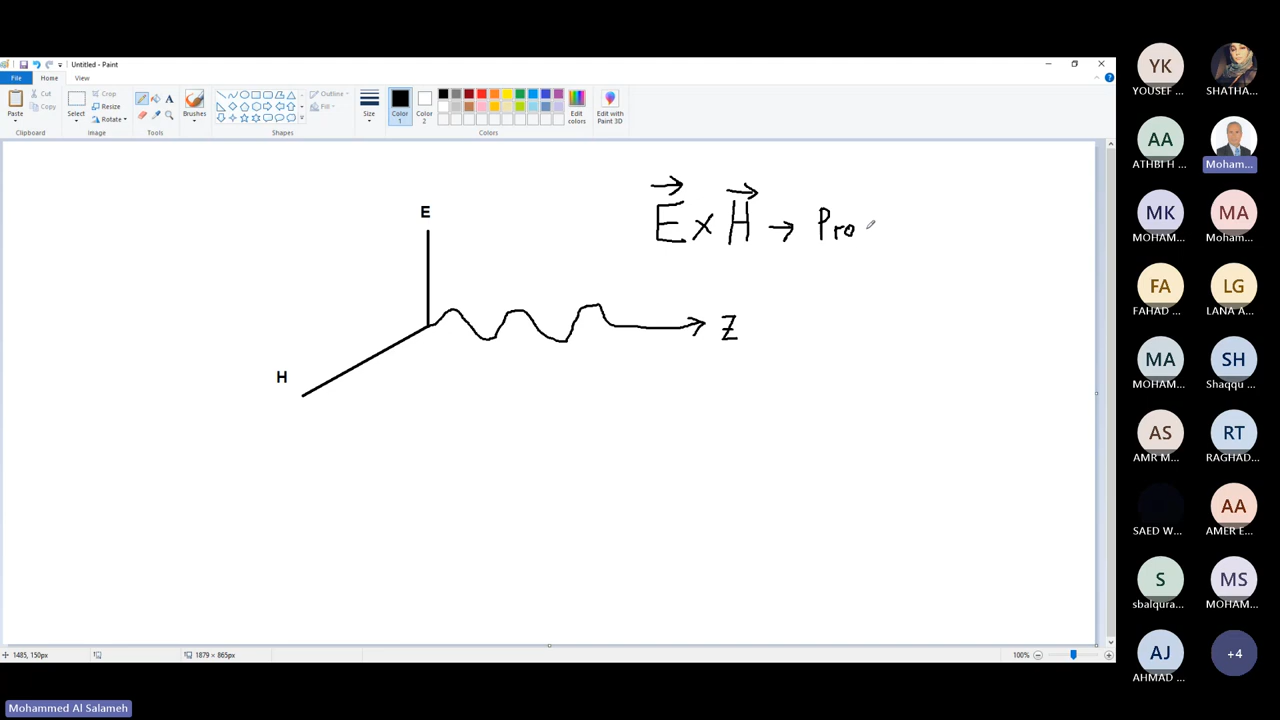 Untitled - Paint
File Home View
Paste
Cut
Copy
Clipboard
Select
Crop
Resize
Rotate
Image
Tools
Brushes
Shapes
Outline
Fill
Size
Color 1
Color 2
Colors
Edit colors
Edit with Paint 3D
E
H
Z
E x H → Pro
1485, 150px
1879 × 865px
100%
YK
YOUSEF ...
SHATHA...
AA
ATHBI H ...
Moham...
MK
MOHAM...
MA
Moham...
FA
FAHAD ...
LG
LANA A...
MA
MOHAM...
SH
Shaqqu ...
AS
AMR M...
RT
RAGHAD...
SAED W...
AA
AMER E...
S
sbalqura...
MS
MOHAM...
AJ
AHMAD ...
+4
Mohammed Al Salameh